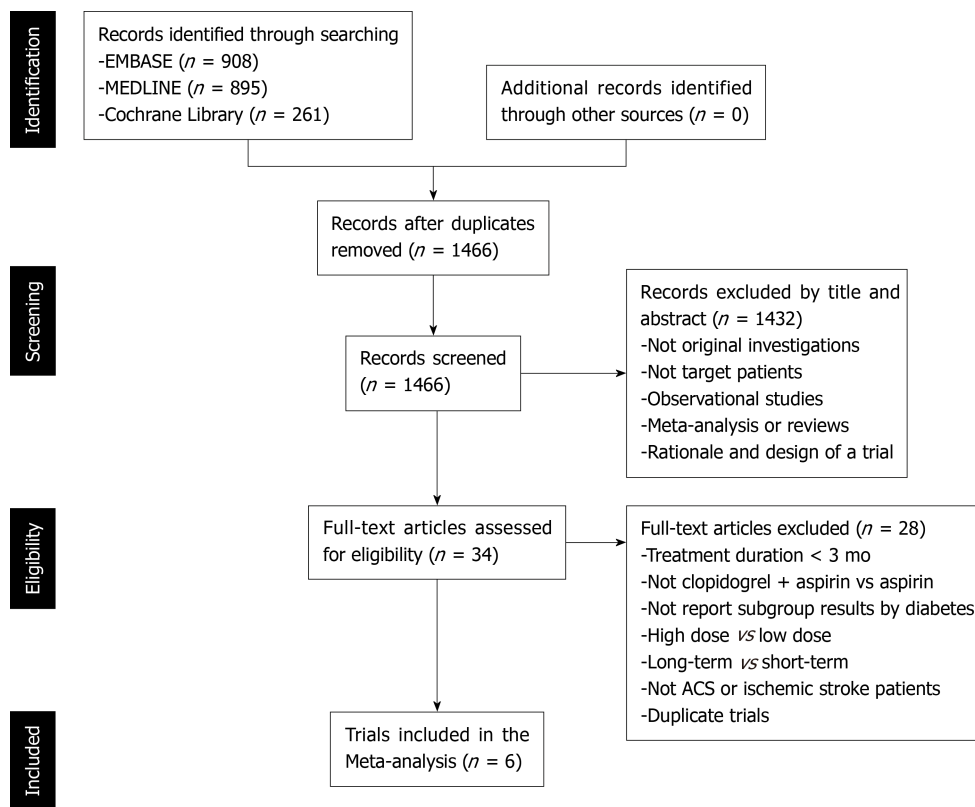 Identification
Records identified through searching
-EMBASE (n = 908)
-MEDLINE (n = 895)
-Cochrane Library (n = 261)
Additional records identified
through other sources (n = 0)
Records after duplicates
removed (n = 1466)
Screening
Records screened
(n = 1466)
Records excluded by title and
abstract (n = 1432)
-Not original investigations
-Not target patients
-Observational studies
-Meta-analysis or reviews
-Rationale and design of a trial
Eligibility
Full-text articles assessed
for eligibility (n = 34)
Full-text articles excluded (n = 28)
-Treatment duration < 3 mo
-Not clopidogrel + aspirin vs aspirin
-Not report subgroup results by diabetes
-High dose vs low dose
-Long-term vs short-term
-Not ACS or ischemic stroke patients
-Duplicate trials
Included
Trials included in the
Meta-analysis (n = 6)